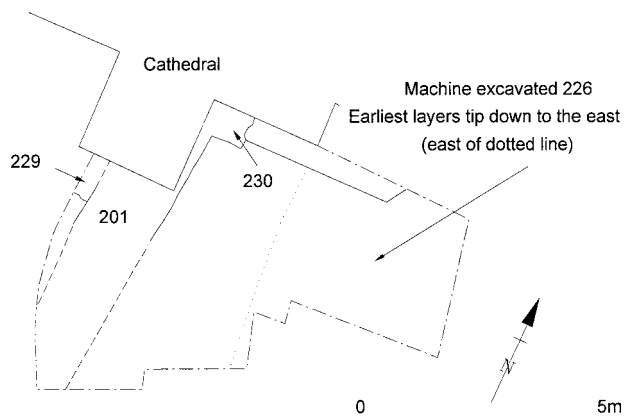 Cathedral
Machine excavated 226
Earliest layers tip down to the east
(east of dotted line)
229
230
201
N
0 5m